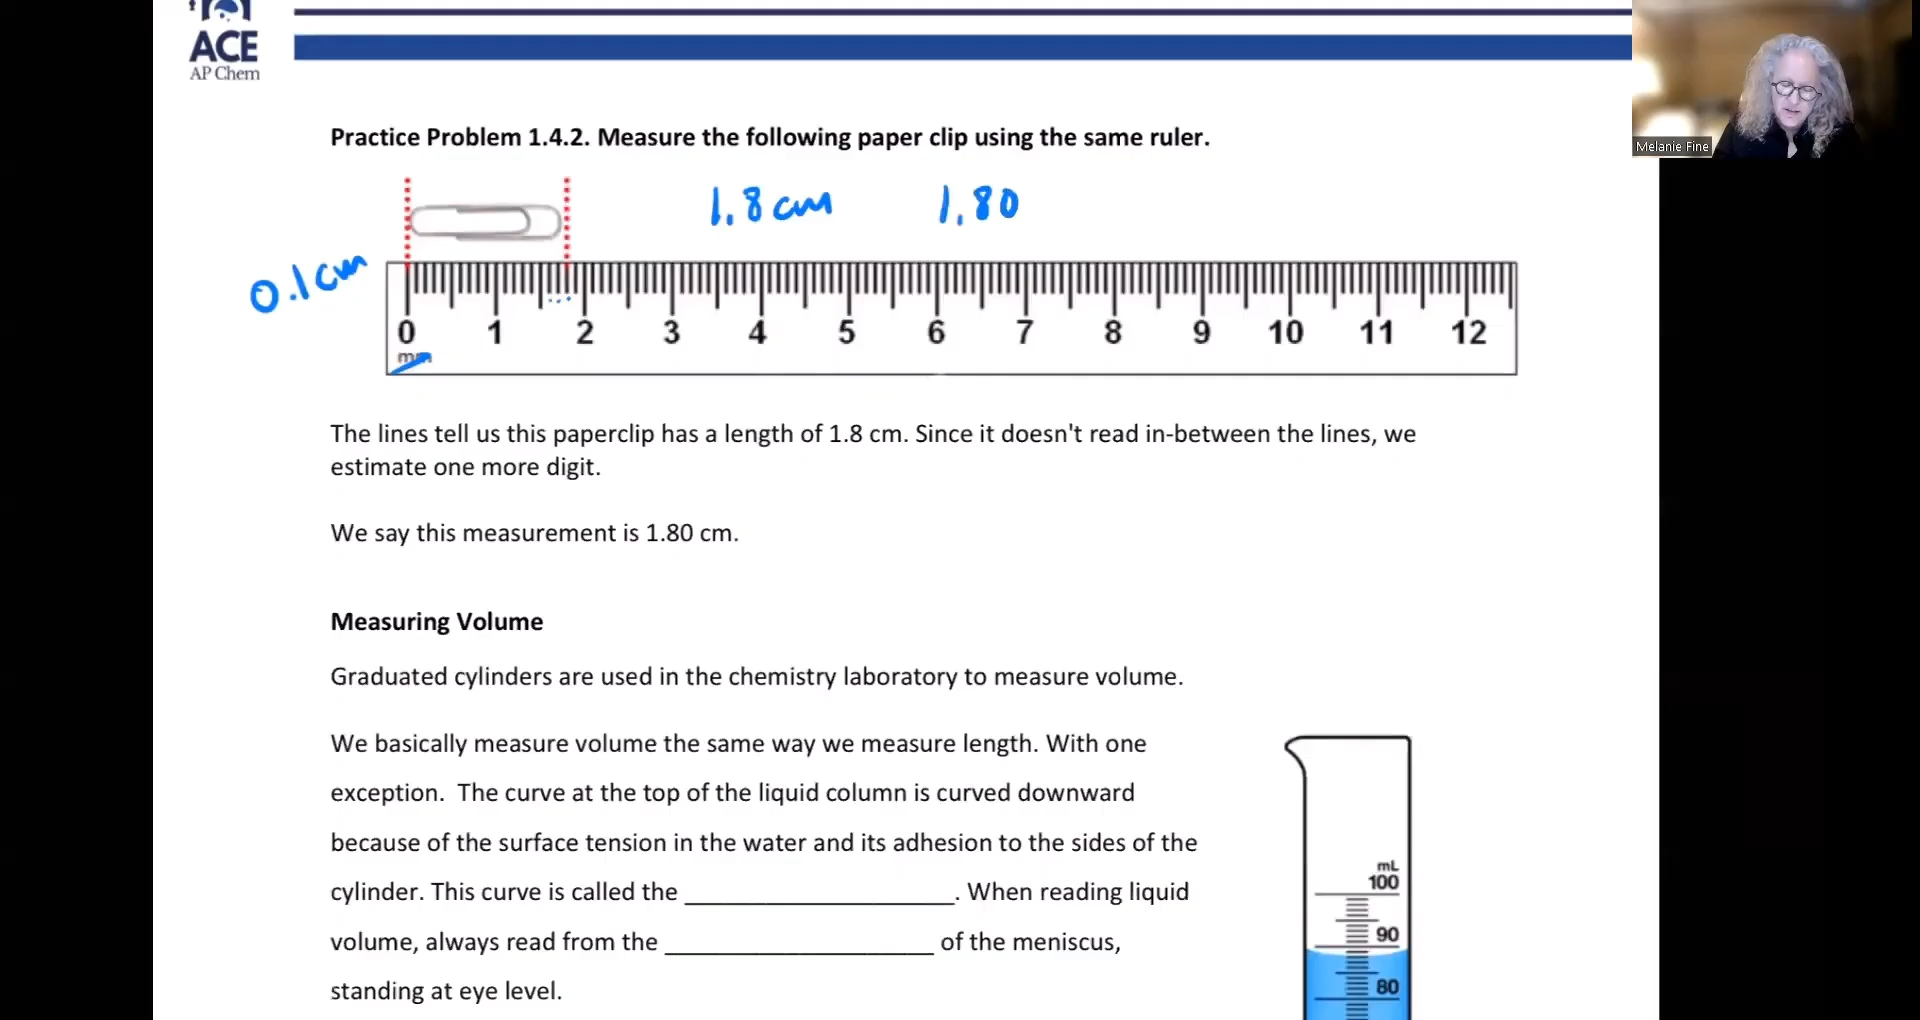 ACE
AP Chem
Melanie Fine
Practice Problem 1.4.2. Measure the following paper clip using the same ruler.
1.8 cm 1.80
0.1cm
0 1 2 3 4 5 6 7 8 9 10 11 12
mm
The lines tell us this paperclip has a length of 1.8 cm. Since it doesn't read in-between the lines, we
estimate one more digit.
We say this measurement is 1.80 cm.
Measuring Volume
Graduated cylinders are used in the chemistry laboratory to measure volume.
We basically measure volume the same way we measure length. With one
exception. The curve at the top of the liquid column is curved downward
because of the surface tension in the water and its adhesion to the sides of the
cylinder. This curve is called the ____________________. When reading liquid
volume, always read from the ____________________ of the meniscus,
standing at eye level.
mL
100
90
80